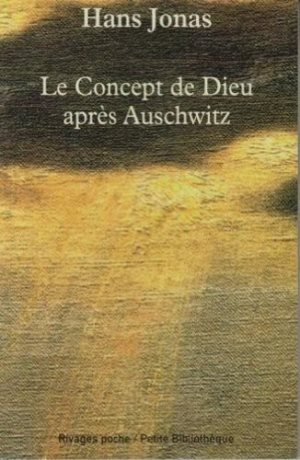 Hans Jonas
Le Concept de Dieu
après Auschwitz
Rivages poche / Petite Bibliothèque